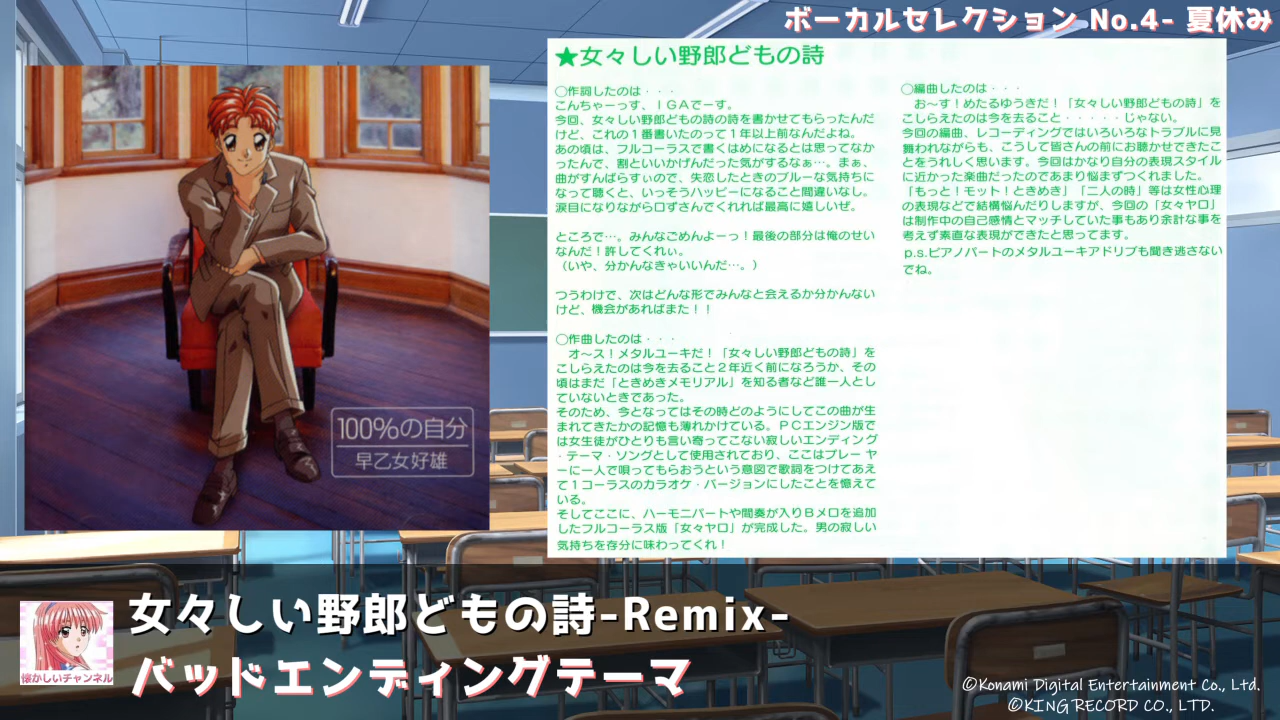 ボーカルセレクション No.4- 夏休み
★女々しい野郎どもの詩
○作詞したのは・・・
こんちゃーっす、IGAでーす。
今回、女々しい野郎どもの詩の詩を書かせてもらったんだ
けど、これの1番書いたのって1年以上前なんだよね。
あの頃は、フルコーラスで書くはめになるとは思ってなか
ったんで、割といいかげんだった気がするなぁ…。まぁ、
曲がすんばらすぃので、失恋したときのブルーな気持ちに
なって聴くと、いっそうハッピーになること間違いなし。
涙目になりながら口ずさんでくれれば最高に嬉しいぜ。
ところで…。みんなごめんよーっ！最後の部分は俺のせい
なんだ！許してくれぃ。
（いや、分かんなきゃいいんだ…。）
つうわけで、次はどんな形でみんなと会えるか分かんない
けど、機会があればまた！！
○作曲したのは・・・
オ〜ス！メタルユーキだ！「女々しい野郎どもの詩」を
こしらえたのは今を去ること２年近く前になろうか、その
頃はまだ「ときめきメモリアル」を知る者など誰一人とし
ていないときであった。
そのため、今となってはその時どのようにしてこの曲が生
まれてきたかの記憶も薄れかけている。ＰＣエンジン版で
は女生徒がひとりも言い寄ってこない寂しいエンディング
・テーマ・ソングとして使用されており、ここはプレーヤ
ーに一人で唄ってもらおうという意図で歌詞をつけてあえ
て１コーラスのカラオケ・バージョンにしたことを憶えて
いる。
そしてここに、ハーモニパートや間奏が入りＢメロを追加
したフルコーラス版「女々ヤロ」が完成した。男の寂しい
気持ちを存分に味わってくれ！
○編曲したのは・・・
お〜す！めたるゆうきだ！「女々しい野郎どもの詩」を
こしらえたのは今を去ること・・・・・じゃない。
今回の編曲、レコーディングではいろいろなトラブルに見
舞われながらも、こうして皆さんの前にお聴かせできたこ
とをうれしく思います。今回はかなり自分の表現スタイル
に近かった楽曲だったのであまり悩まずつくれました。
「もっと！モット！ときめき」「二人の時」等は女性心理
の表現などで結構悩んだりしますが、今回の「女々ヤロ」
は制作中の自己感情とマッチしていた事もあり余計な事を
考えず素直な表現ができたと思ってます。
p.s.ピアノパートのメタルユーキアドリブも聞き逃さない
でね。
100%の自分
早乙女好雄
女々しい野郎どもの詩-Remix-
バッドエンディングテーマ
懐かしいチャンネル
©Konami Digital Entertainment Co., Ltd.
©KING RECORD CO., LTD.